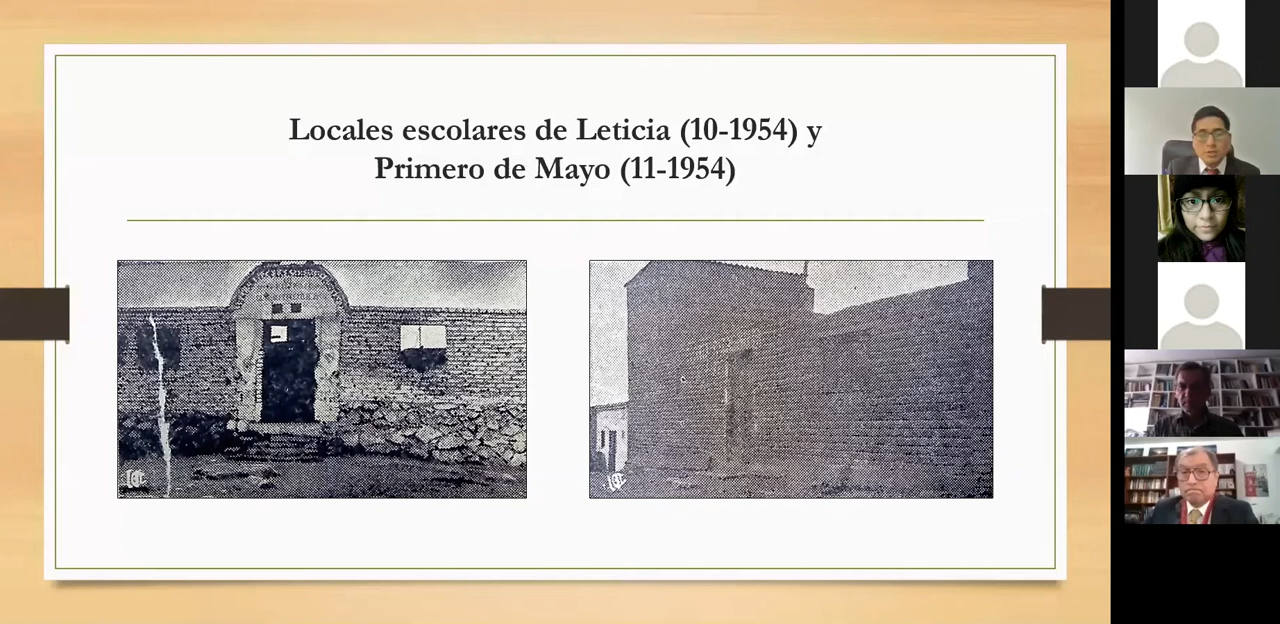 Locales escolares de Leticia (10-1954) y
Primero de Mayo (11-1954)